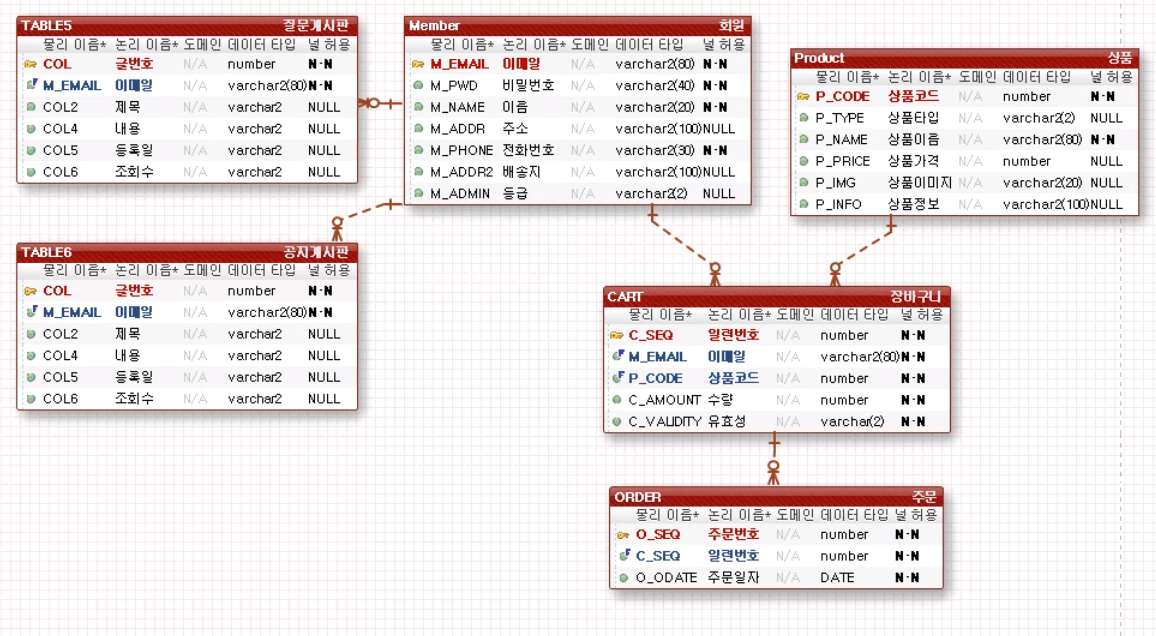 TABLE5 질문게시판
물리 이름* 논리 이름* 도메인 데이터 타입 널 허용
COL 글번호 N/A number N-N
M_EMAIL 이메일 N/A varchar2(80) N-N
COL2 제목 N/A varchar2 NULL
COL4 내용 N/A varchar2 NULL
COL5 등록일 N/A varchar2 NULL
COL6 조회수 N/A varchar2 NULL
Member 회원
물리 이름* 논리 이름* 도메인 데이터 타입 널 허용
M_EMAIL 이메일 N/A varchar2(80) N-N
M_PWD 비밀번호 N/A varchar2(40) N-N
M_NAME 이름 N/A varchar2(20) N-N
M_ADDR 주소 N/A varchar2(100) NULL
M_PHONE 전화번호 N/A varchar2(30) N-N
M_ADDR2 배송지 N/A varchar2(100) NULL
M_ADMIN 등급 N/A varchar2(2) NULL
Product 상품
물리 이름* 논리 이름* 도메인 데이터 타입 널 허용
P_CODE 상품코드 N/A number N-N
P_TYPE 상품타입 N/A varchar2(2) NULL
P_NAME 상품이름 N/A varchar2(80) N-N
P_PRICE 상품가격 N/A number NULL
P_IMG 상품이미지 N/A varchar2(20) NULL
P_INFO 상품정보 N/A varchar2(100) NULL
TABLE6 공지게시판
물리 이름* 논리 이름* 도메인 데이터 타입 널 허용
COL 글번호 N/A number N-N
M_EMAIL 이메일 N/A varchar2(80) N-N
COL2 제목 N/A varchar2 NULL
COL4 내용 N/A varchar2 NULL
COL5 등록일 N/A varchar2 NULL
COL6 조회수 N/A varchar2 NULL
CART 장비구니
물리 이름* 논리 이름* 도메인 데이터 타입 널 허용
C_SEQ 일련번호 N/A number N-N
M_EMAIL 이메일 N/A varchar2(80) N-N
P_CODE 상품코드 N/A number N-N
C_AMOUNT 수량 N/A number N-N
C_VALIDITY 유효성 N/A varchar(2) N-N
ORDER 주문
물리 이름* 논리 이름* 도메인 데이터 타입 널 허용
O_SEQ 주문번호 N/A number N-N
C_SEQ 일련번호 N/A number N-N
O_ODATE 주문일자 N/A DATE N-N